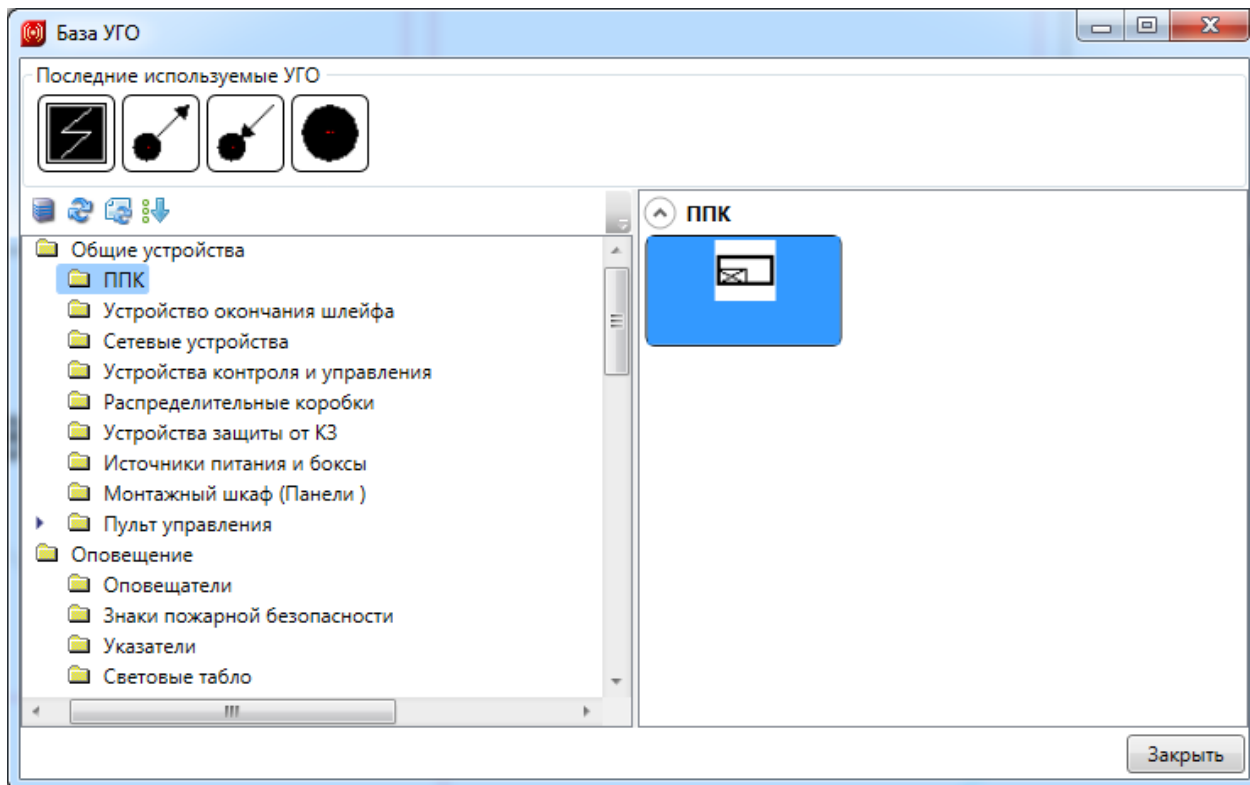 База УГО
Последние используемые УГО
Общие устройства
ППК
Устройство окончания шлейфа
Сетевые устройства
Устройства контроля и управления
Распределительные коробки
Устройства защиты от КЗ
Источники питания и боксы
Монтажный шкаф (Панели )
Пульт управления
Оповещение
Оповещатели
Знаки пожарной безопасности
Указатели
Световые табло
ППК
Закрыть